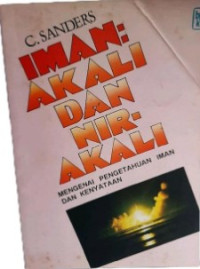 C. SANDERS
IMAN:
AKALI
DAN
NIR-
AKALI
MENGENAI PENGETAHUAN IMAN
DAN KENYATAAN